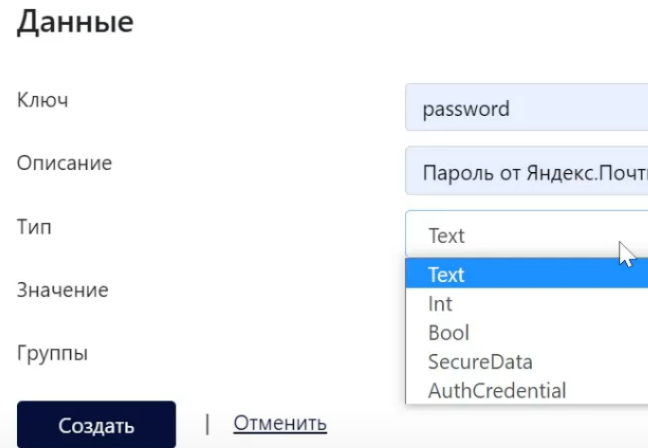 Данные
Ключ
password
Описание
Пароль от Яндекс.Почт
Тип
Text
Text
Int
Bool
SecureData
AuthCredential
Значение
Группы
Создать | Отменить